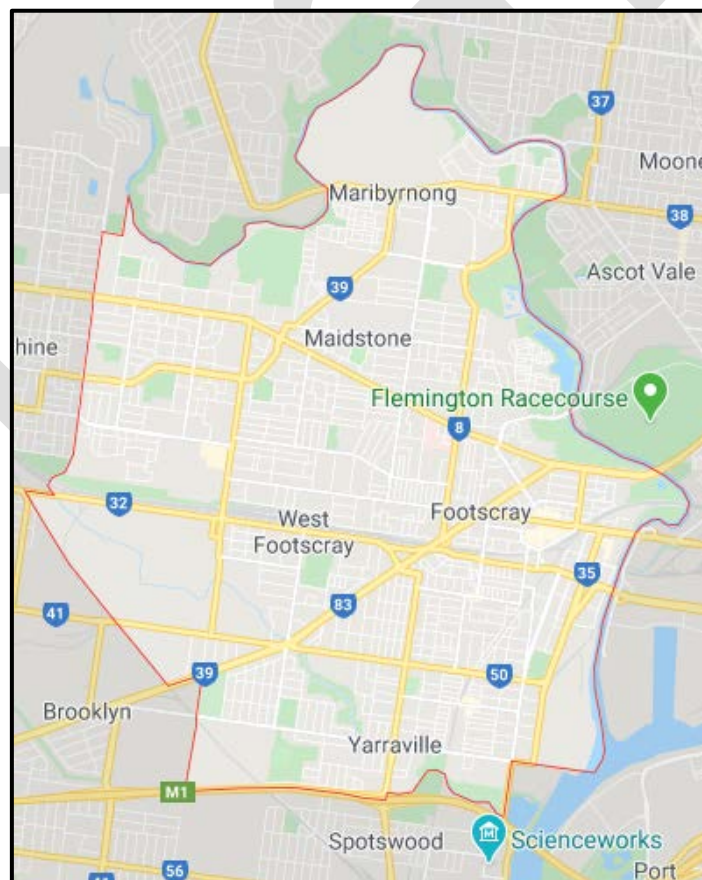 37
Moone
Maribyrnong
38
Ascot Vale
39
Maidstone
hine
Flemington Racecourse
8
32
West
Footscray
Footscray
35
83
41
39
50
Brooklyn
Yarraville
M1
Spotswood
M
Scienceworks
56
Port